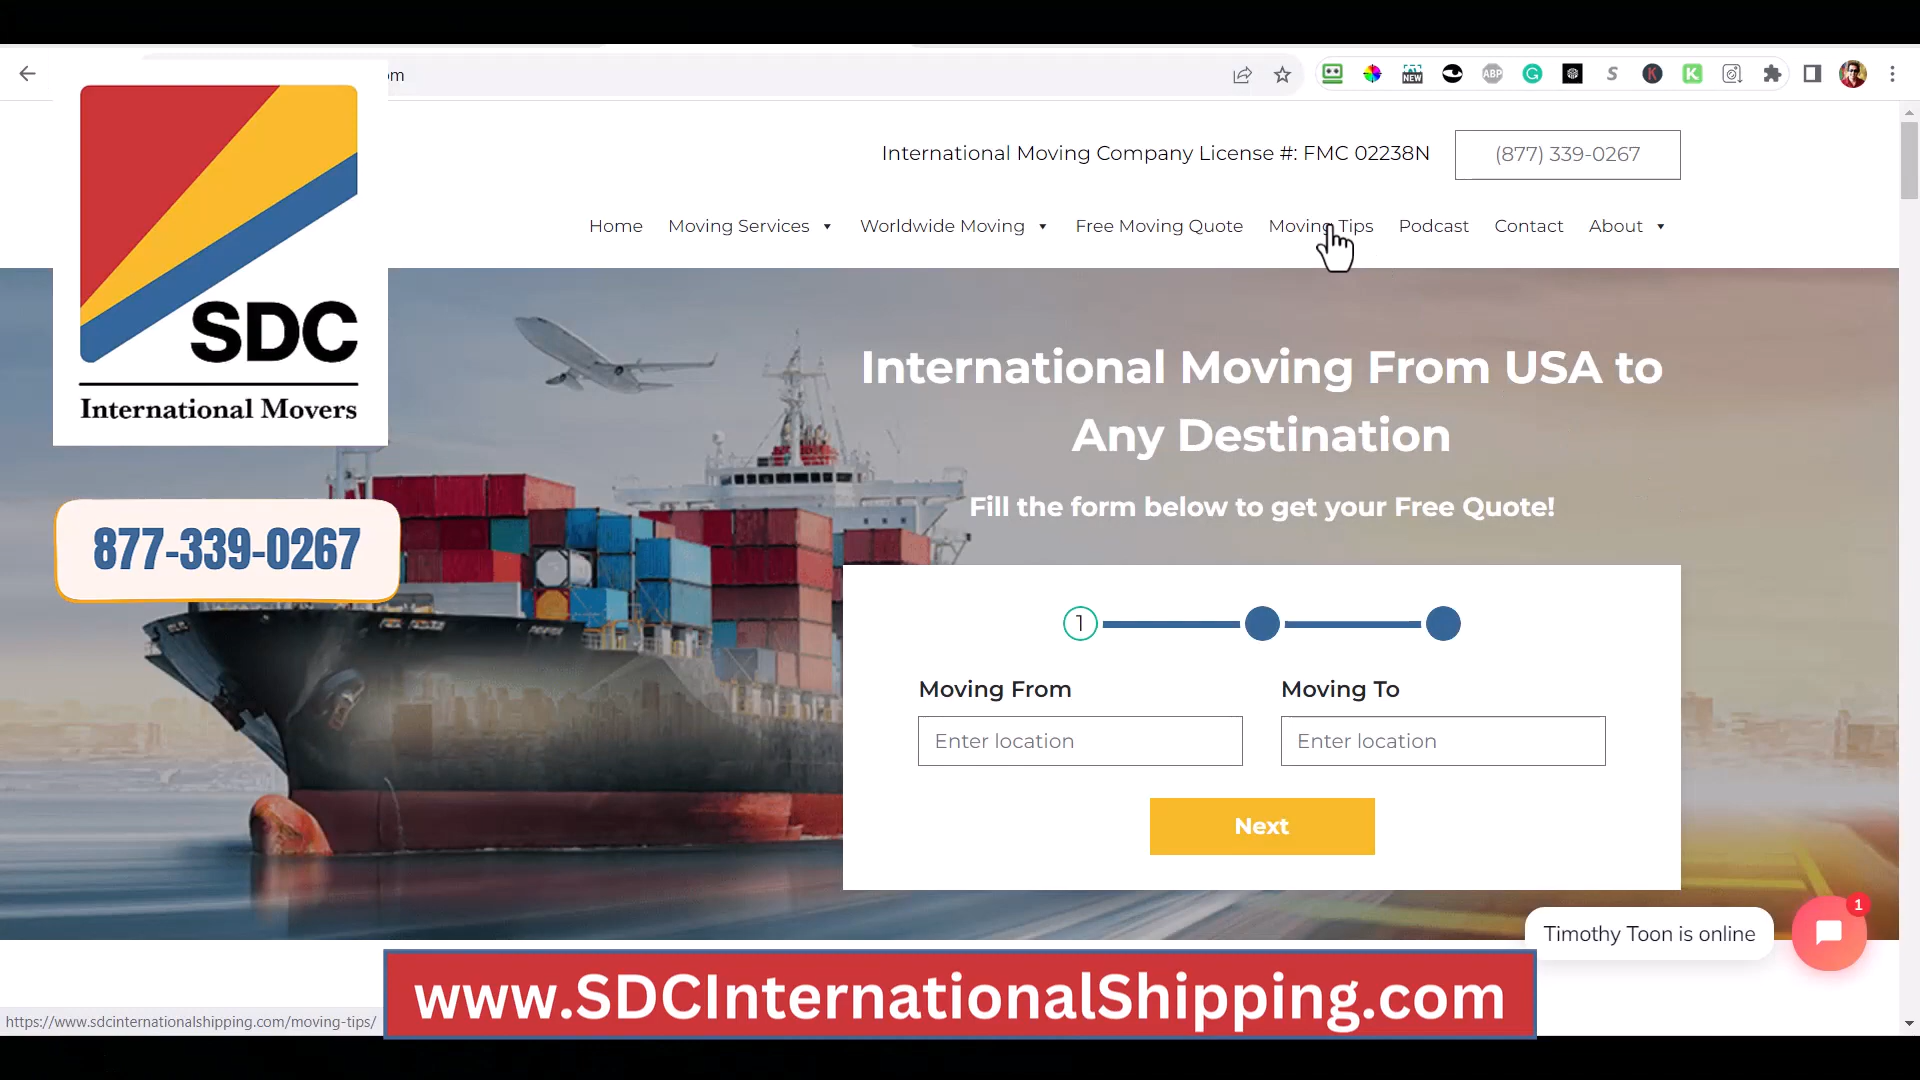 om
NEW
ABP
International Moving Company License #: FMC 02238N
(877) 339-0267
Home
Moving Services
Worldwide Moving
Free Moving Quote
Moving Tips
Podcast
Contact
About
SDC
International Movers
International Moving From USA to
Any Destination
Fill the form below to get your Free Quote!
877-339-0267
1
Moving From
Moving To
Enter location
Enter location
Next
1
Timothy Toon is online
www.SDCInternationalShipping.com
https://www.sdcinternationalshipping.com/moving-tips/